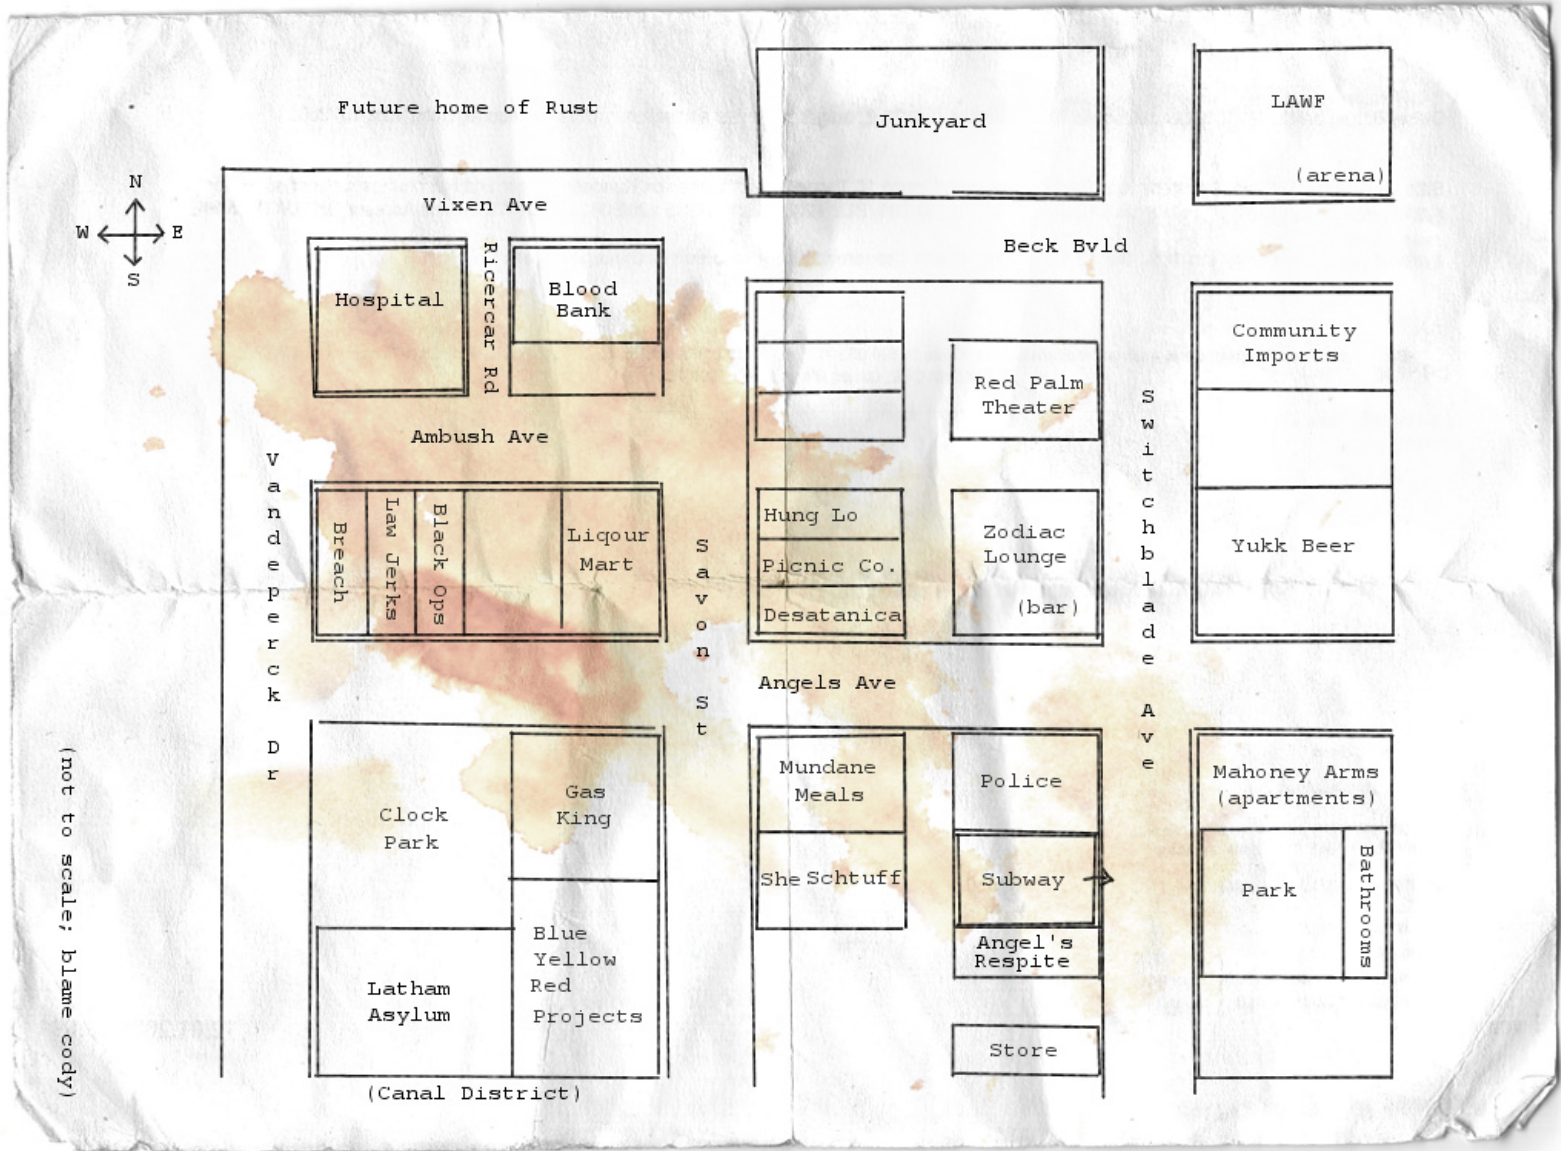 Future home of Rust
Junkyard
LAWF
(arena)
N
W
E
S
Vixen Ave
Beck Bvld
Hospital
Ricercar Rd
Blood
Bank
Community
Imports
Red Palm
Theater
Ambush Ave
Vandeperck Dr
Breach
Law Jerks
Black Ops
Liqour
Mart
Savon St
Hung Lo
Picnic Co.
Desatanica
Zodiac
Lounge
(bar)
Switchblade Ave
Yukk Beer
Angels Ave
Clock
Park
Gas
King
Mundane
Meals
Police
Mahoney Arms
(apartments)
She Schtuff
Subway
Park
Bathrooms
Angel's
Respite
Latham
Asylum
Blue
Yellow
Red
Projects
Store
(Canal District)
(not to scale; blame cody)